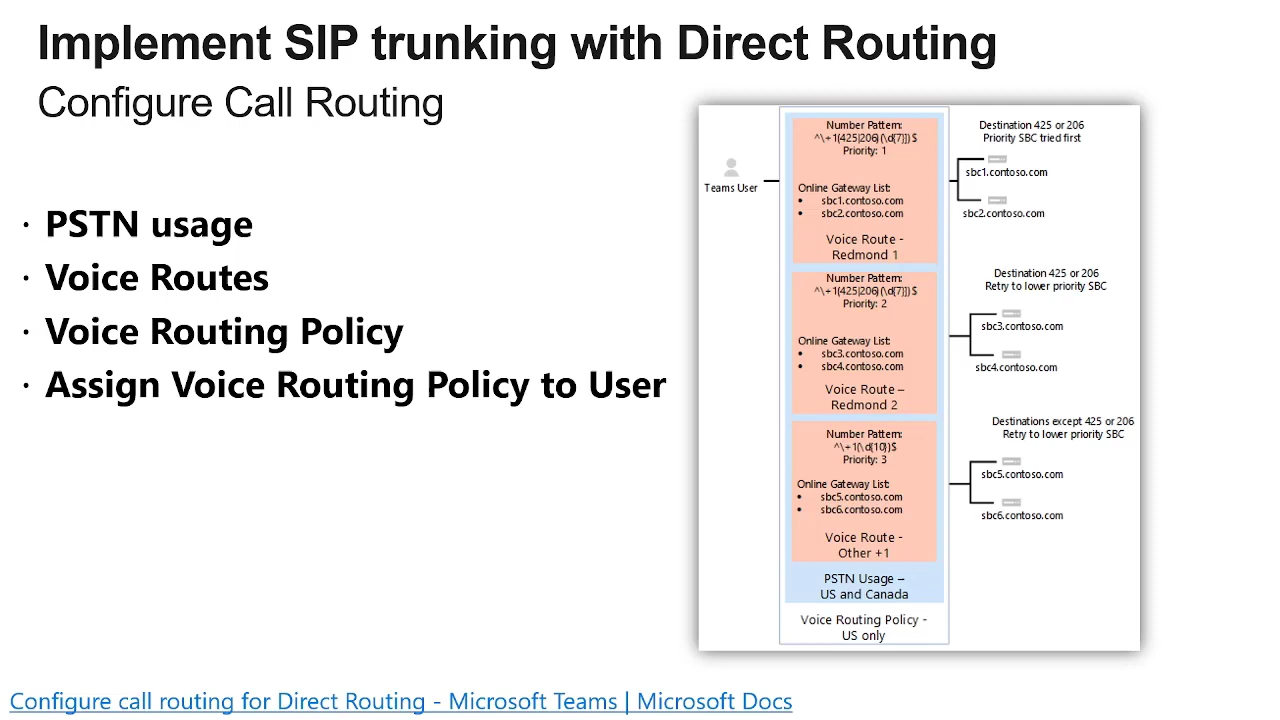 Implement SIP trunking with Direct Routing
Configure Call Routing
· PSTN usage
· Voice Routes
· Voice Routing Policy
· Assign Voice Routing Policy to User
Teams User
Number Pattern:
^\+1(425|206)(\d{7})$
Priority: 1
Online Gateway List:
• sbc1.contoso.com
• sbc2.contoso.com
Voice Route -
Redmond 1
Destination 425 or 206
Priority SBC tried first
sbc1.contoso.com
sbc2.contoso.com
Number Pattern:
^\+1(425|206)(\d{7})$
Priority: 2
Online Gateway List:
• sbc3.contoso.com
• sbc4.contoso.com
Voice Route –
Redmond 2
Destination 425 or 206
Retry to lower priority SBC
sbc3.contoso.com
sbc4.contoso.com
Number Pattern:
^\+1(\d{10})$
Priority: 3
Online Gateway List:
• sbc5.contoso.com
• sbc6.contoso.com
Voice Route -
Other +1
Destinations except 425 or 206
Retry to lower priority SBC
sbc5.contoso.com
sbc6.contoso.com
PSTN Usage –
US and Canada
Voice Routing Policy -
US only
Configure call routing for Direct Routing - Microsoft Teams | Microsoft Docs